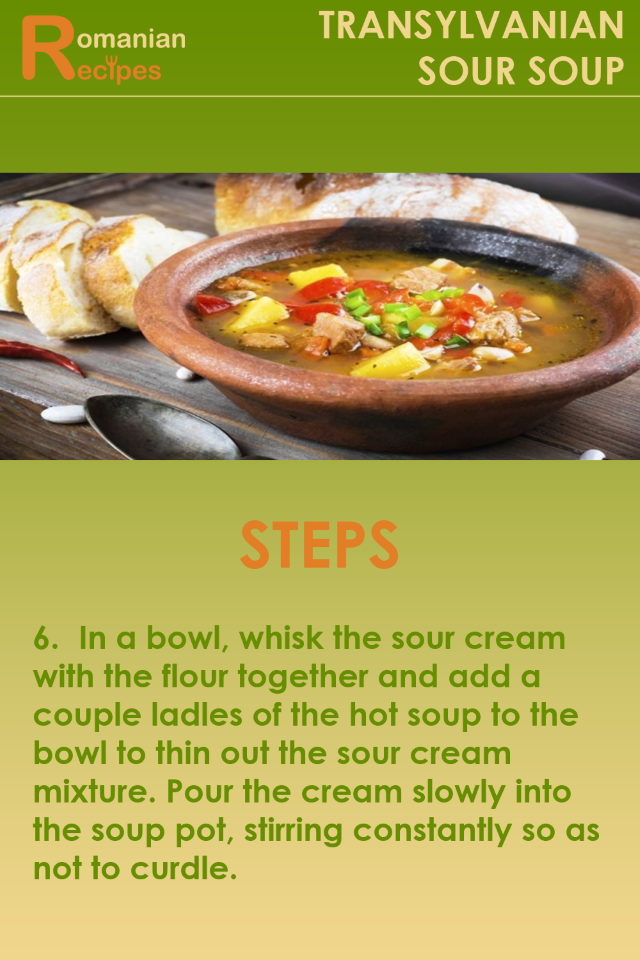 Romanian
Recipes
TRANSYLVANIAN
SOUR SOUP
STEPS
6. In a bowl, whisk the sour cream
with the flour together and add a
couple ladles of the hot soup to the
bowl to thin out the sour cream
mixture. Pour the cream slowly into
the soup pot, stirring constantly so as
not to curdle.